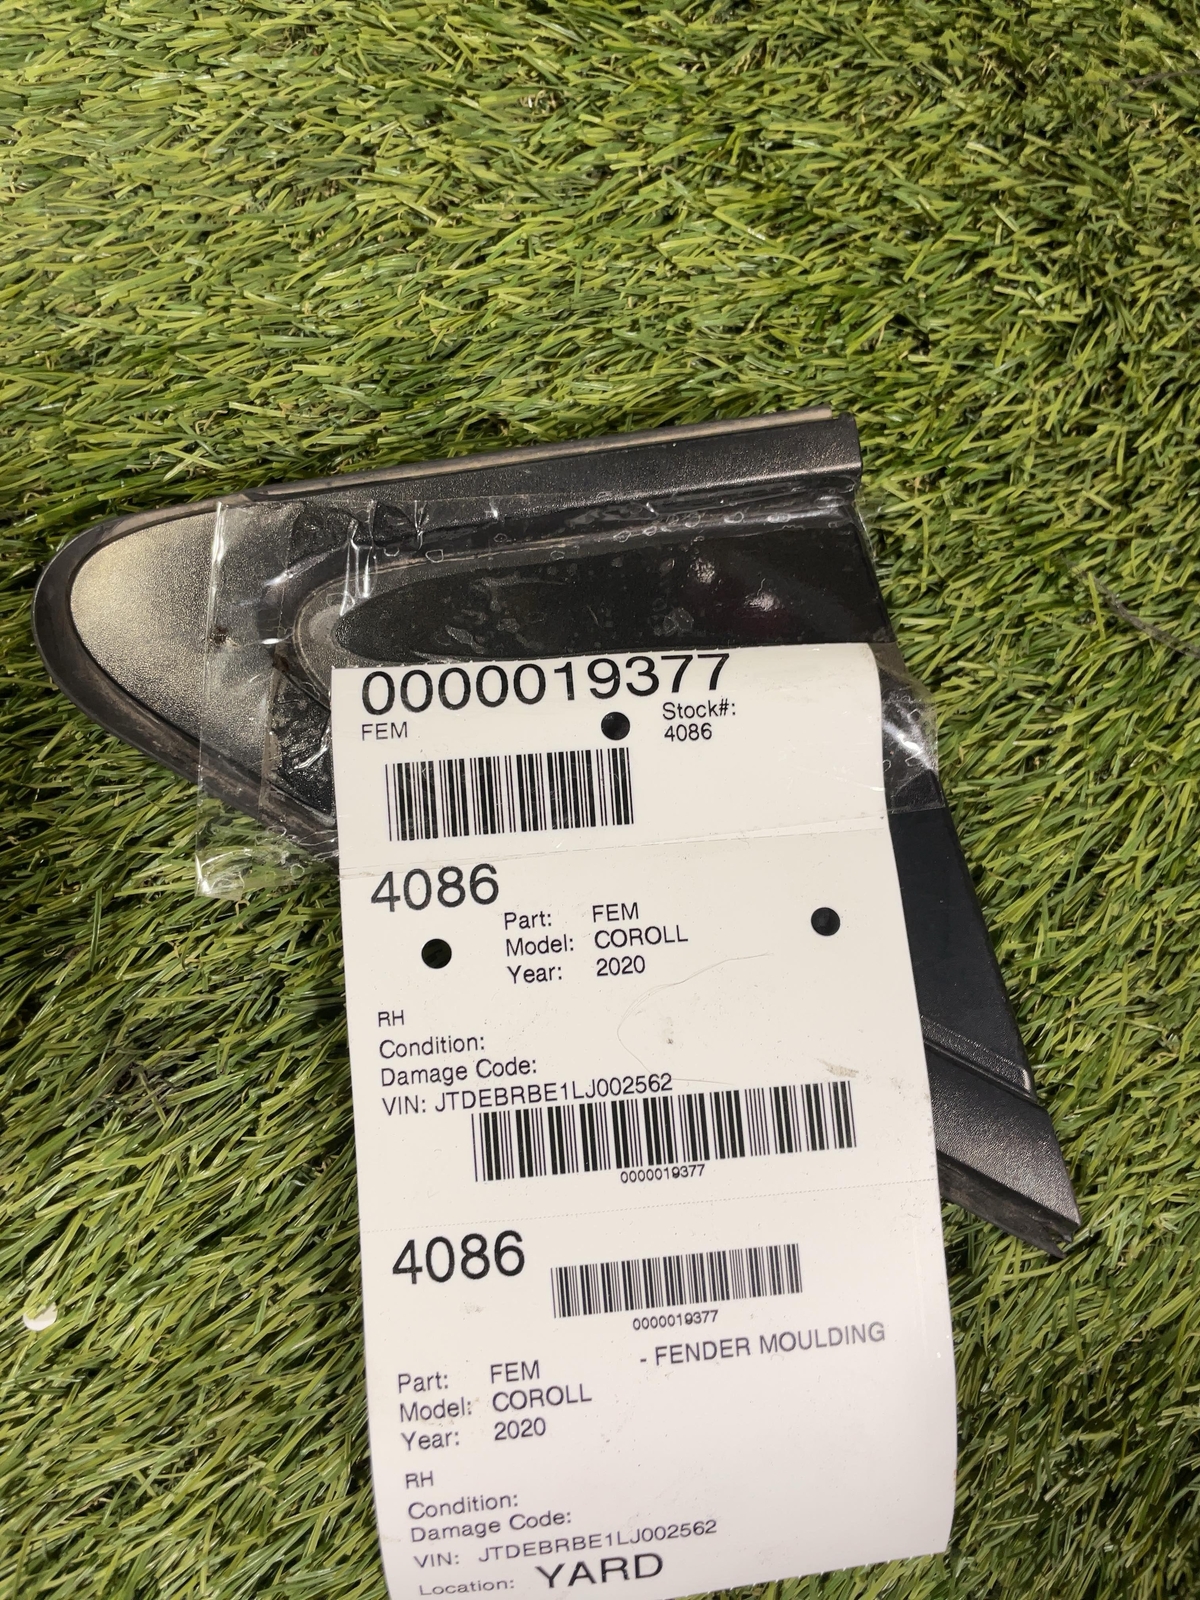 0000019377
FEM
Stock#:
4086
4086
Part: FEM
Model: COROLL
Year: 2020
RH
Condition:
Damage Code:
VIN: JTDEBRBE1LJ002562
0000019377
4086
0000019377
- FENDER MOULDING
Part: FEM
Model: COROLL
Year: 2020
RH
Condition:
Damage Code:
VIN: JTDEBRBE1LJ002562
Location: YARD